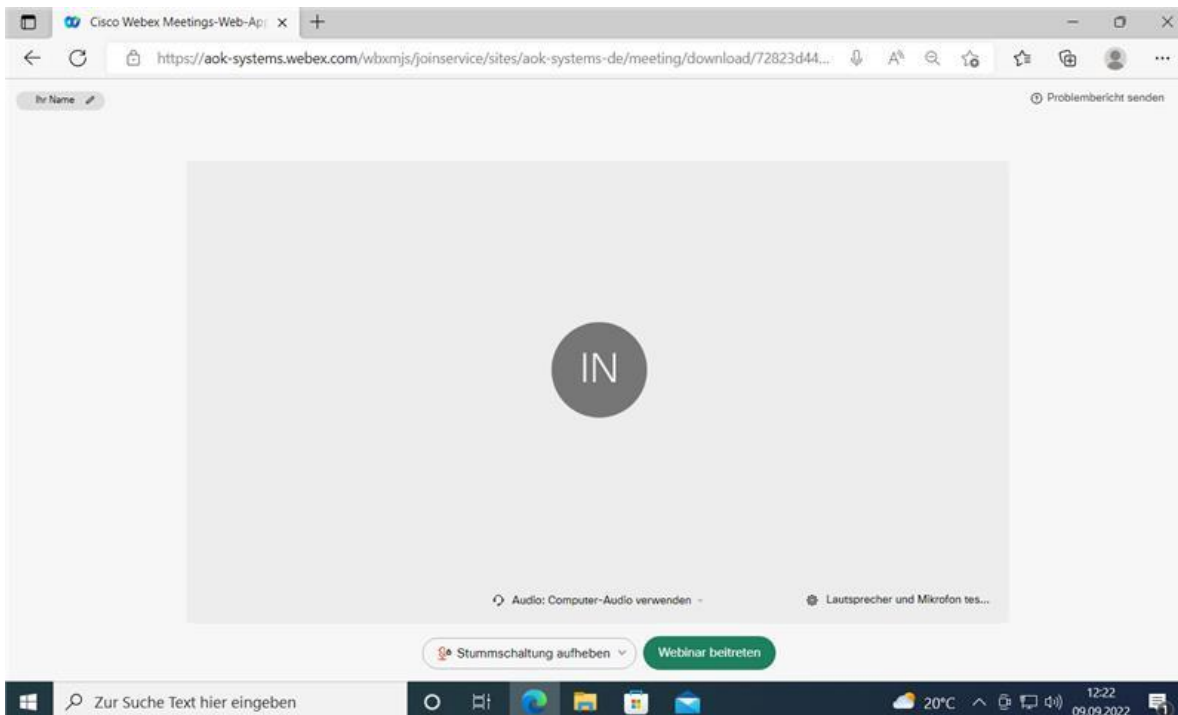 Cisco Webex Meetings-Web-Ap
https://aok-systems.webex.com/wbxmjs/joinservice/sites/aok-systems-de/meeting/download/72823d44...
Ihr Name
Problembericht senden
IN
Audio: Computer-Audio verwenden
Lautsprecher und Mikrofon tes...
Stummschaltung aufheben
Webinar beitreten
Zur Suche Text hier eingeben
20°C
12:22
09.09.2022
1